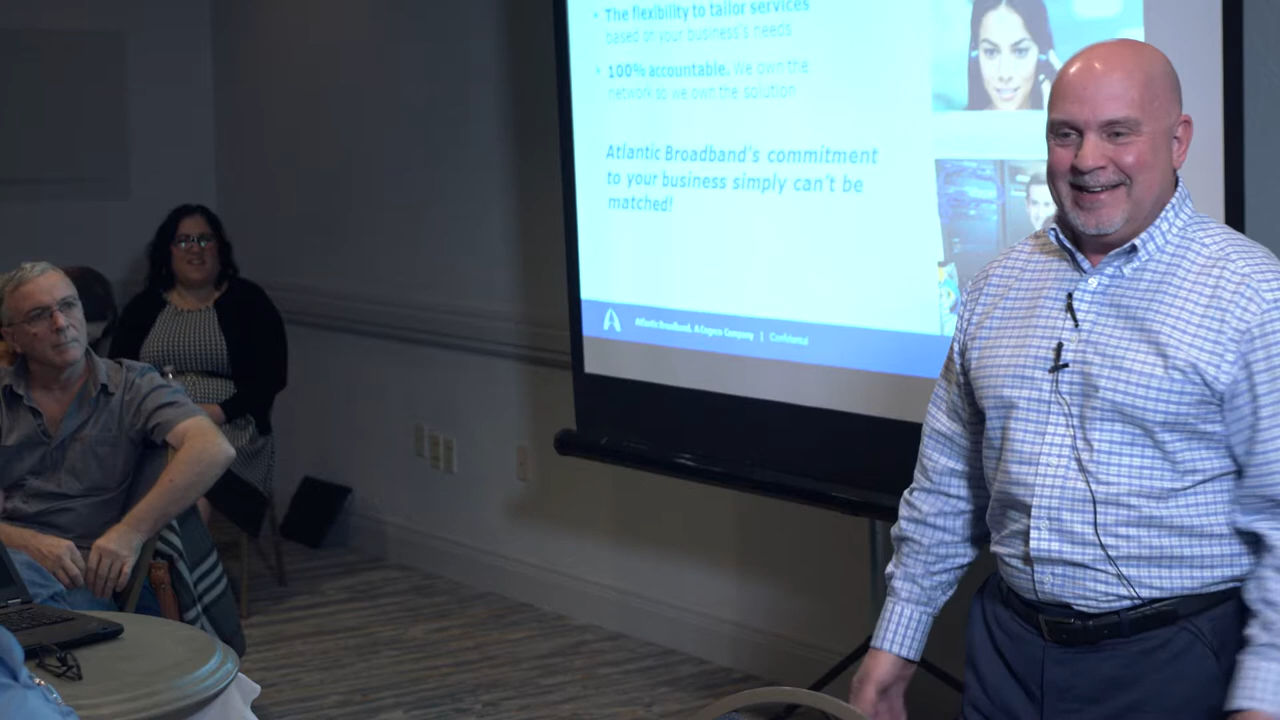 • The flexibility to tailor services
based on your business's needs
• 100% accountable. We own the
network so we own the solution
Atlantic Broadband's commitment
to your business simply can't be
matched!
Atlantic Broadband, A Cogeco Company | Confidential